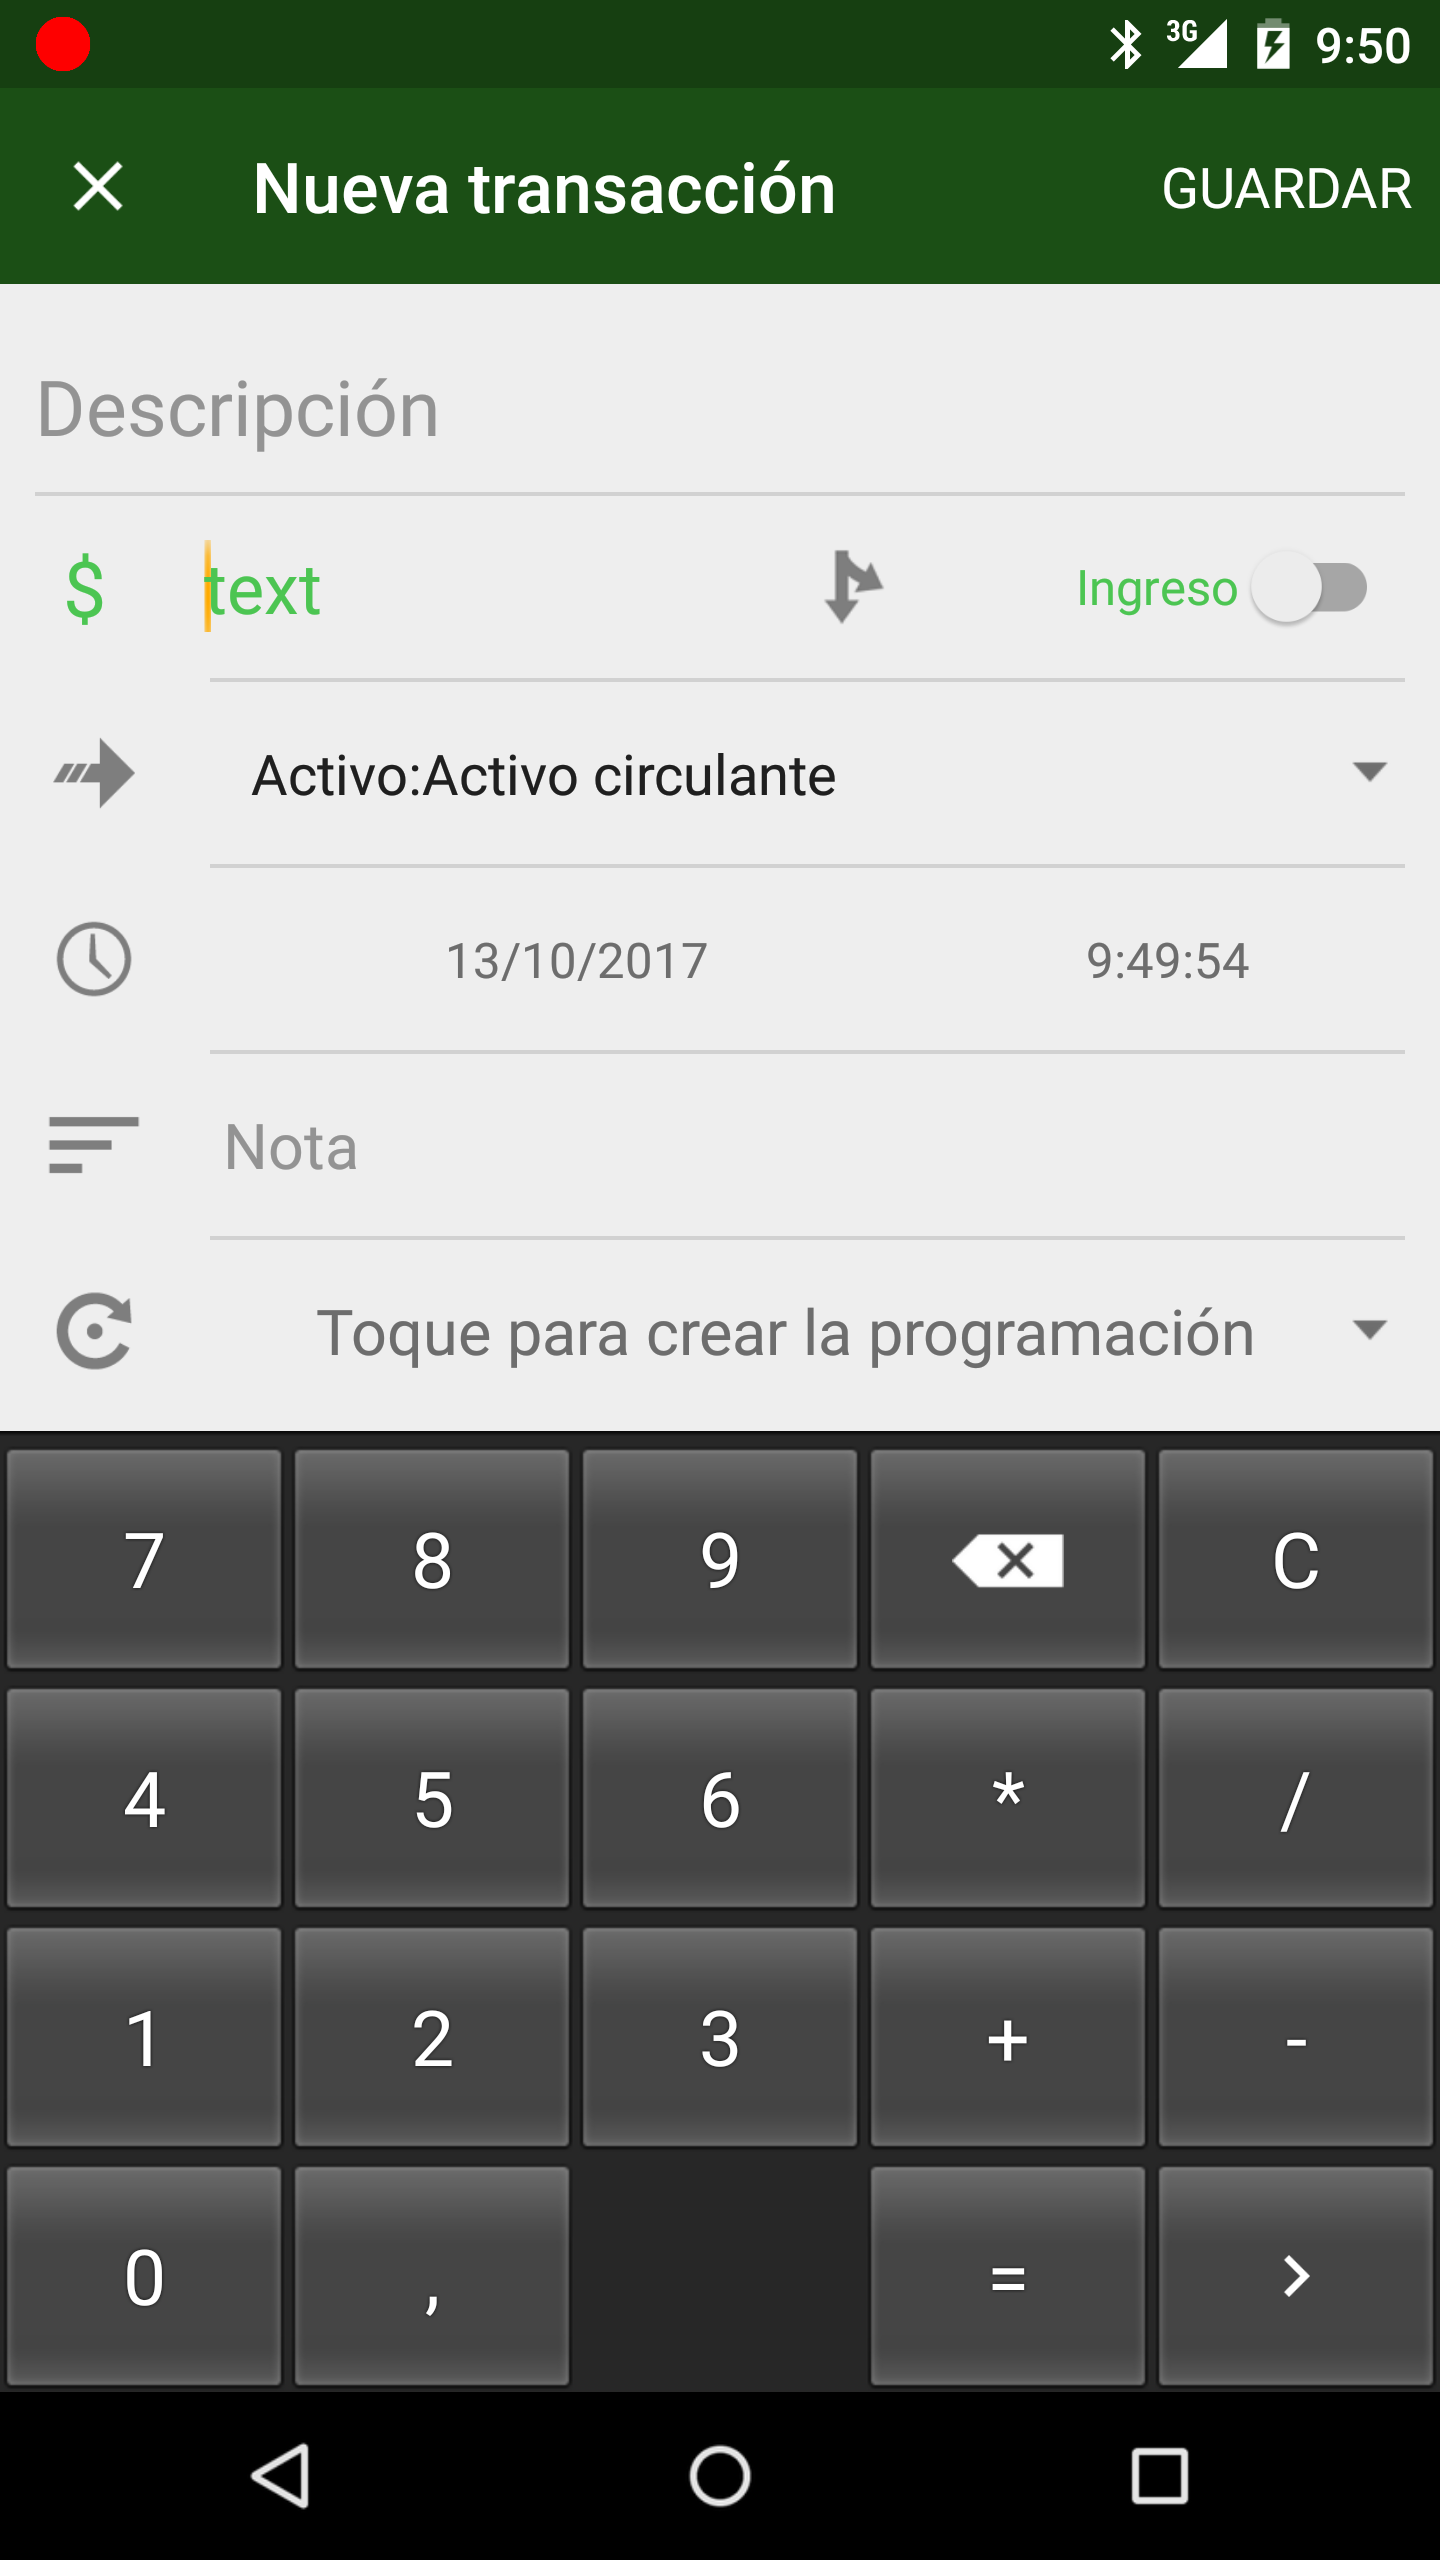 3G 9:50
Nueva transacción GUARDAR
Descripción
$ text Ingreso
Activo:Activo circulante
13/10/2017 9:49:54
Nota
Toque para crear la programación
7 8 9 C
4 5 6 * /
1 2 3 + -
0 , = >